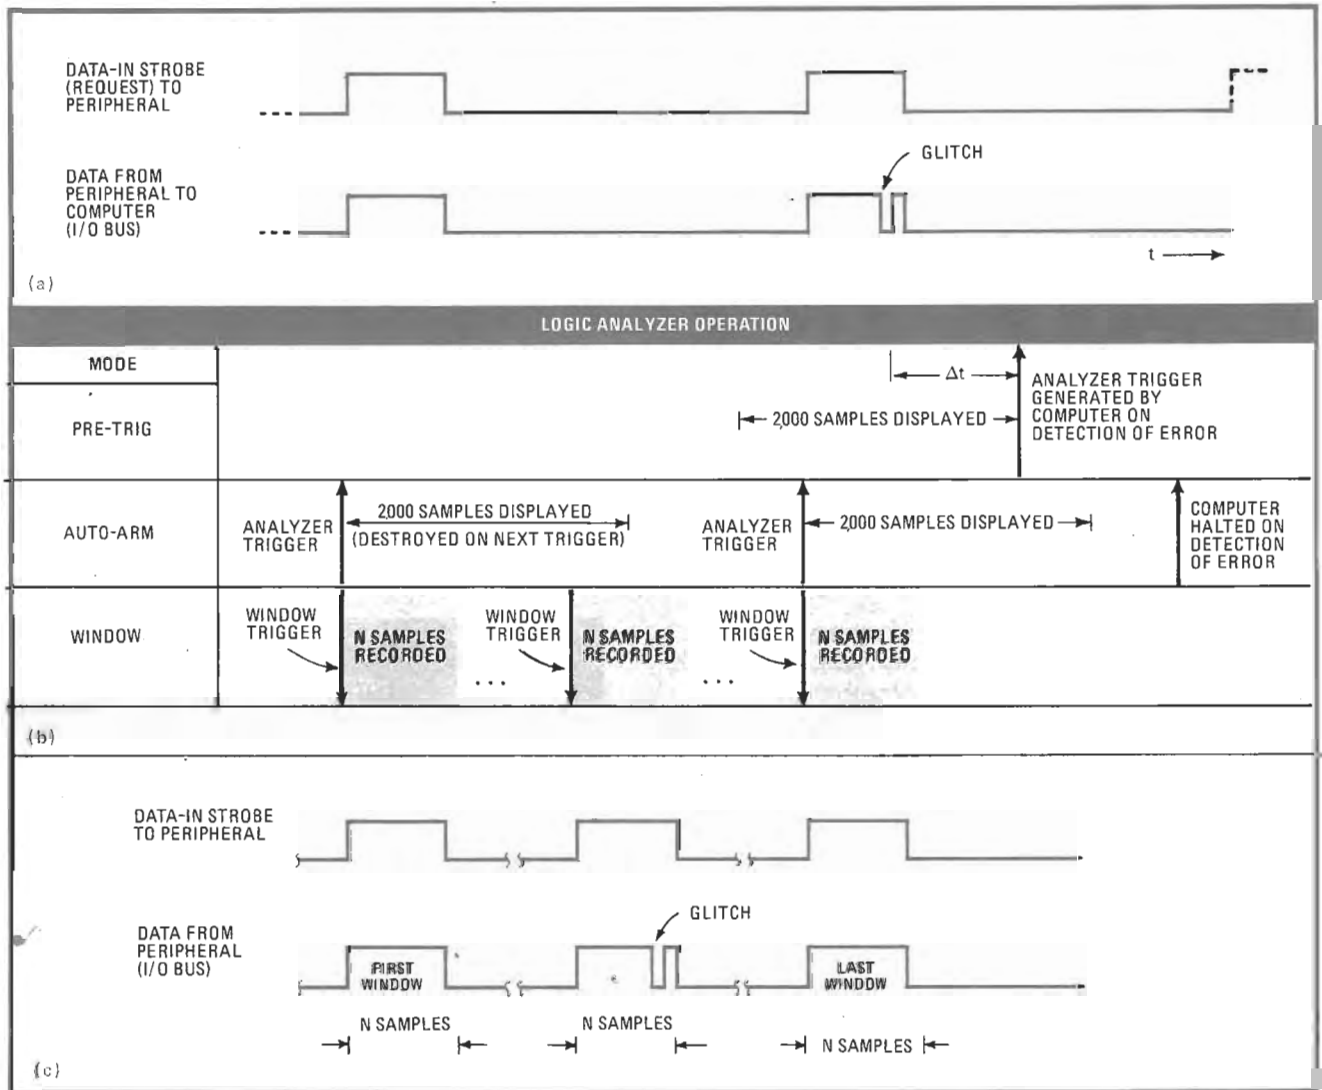 DATA-IN STROBE
(REQUEST) TO
PERIPHERAL
GLITCH
DATA FROM
PERIPHERAL TO
COMPUTER
(I/O BUS)
t
(a)
LOGIC ANALYZER OPERATION
MODE
PRE-TRIG
Δt
2,000 SAMPLES DISPLAYED
ANALYZER TRIGGER
GENERATED BY
COMPUTER ON
DETECTION OF ERROR
AUTO-ARM
ANALYZER
TRIGGER
2,000 SAMPLES DISPLAYED
(DESTROYED ON NEXT TRIGGER)
ANALYZER
TRIGGER
2,000 SAMPLES DISPLAYED
COMPUTER
HALTED ON
DETECTION
OF ERROR
WINDOW
WINDOW
TRIGGER
N SAMPLES
RECORDED
...
WINDOW
TRIGGER
N SAMPLES
RECORDED
...
WINDOW
TRIGGER
N SAMPLES
RECORDED
(b)
DATA-IN STROBE
TO PERIPHERAL
GLITCH
DATA FROM
PERIPHERAL
(I/O BUS)
FIRST
WINDOW
LAST
WINDOW
N SAMPLES
N SAMPLES
N SAMPLES
(c)